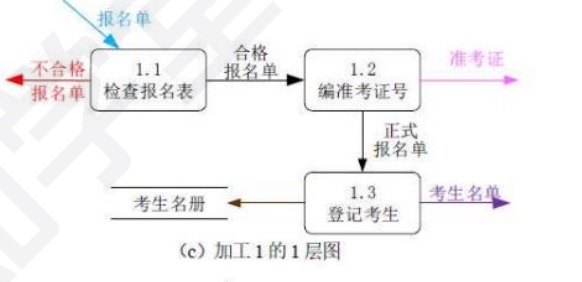 报名单
不合格
报名单
1.1
检查报名表
合格
报名单
1.2
编准考证号
准考证
正式
报名单
考生名册
1.3
登记考生
考生名单
（c）加工1的1层图